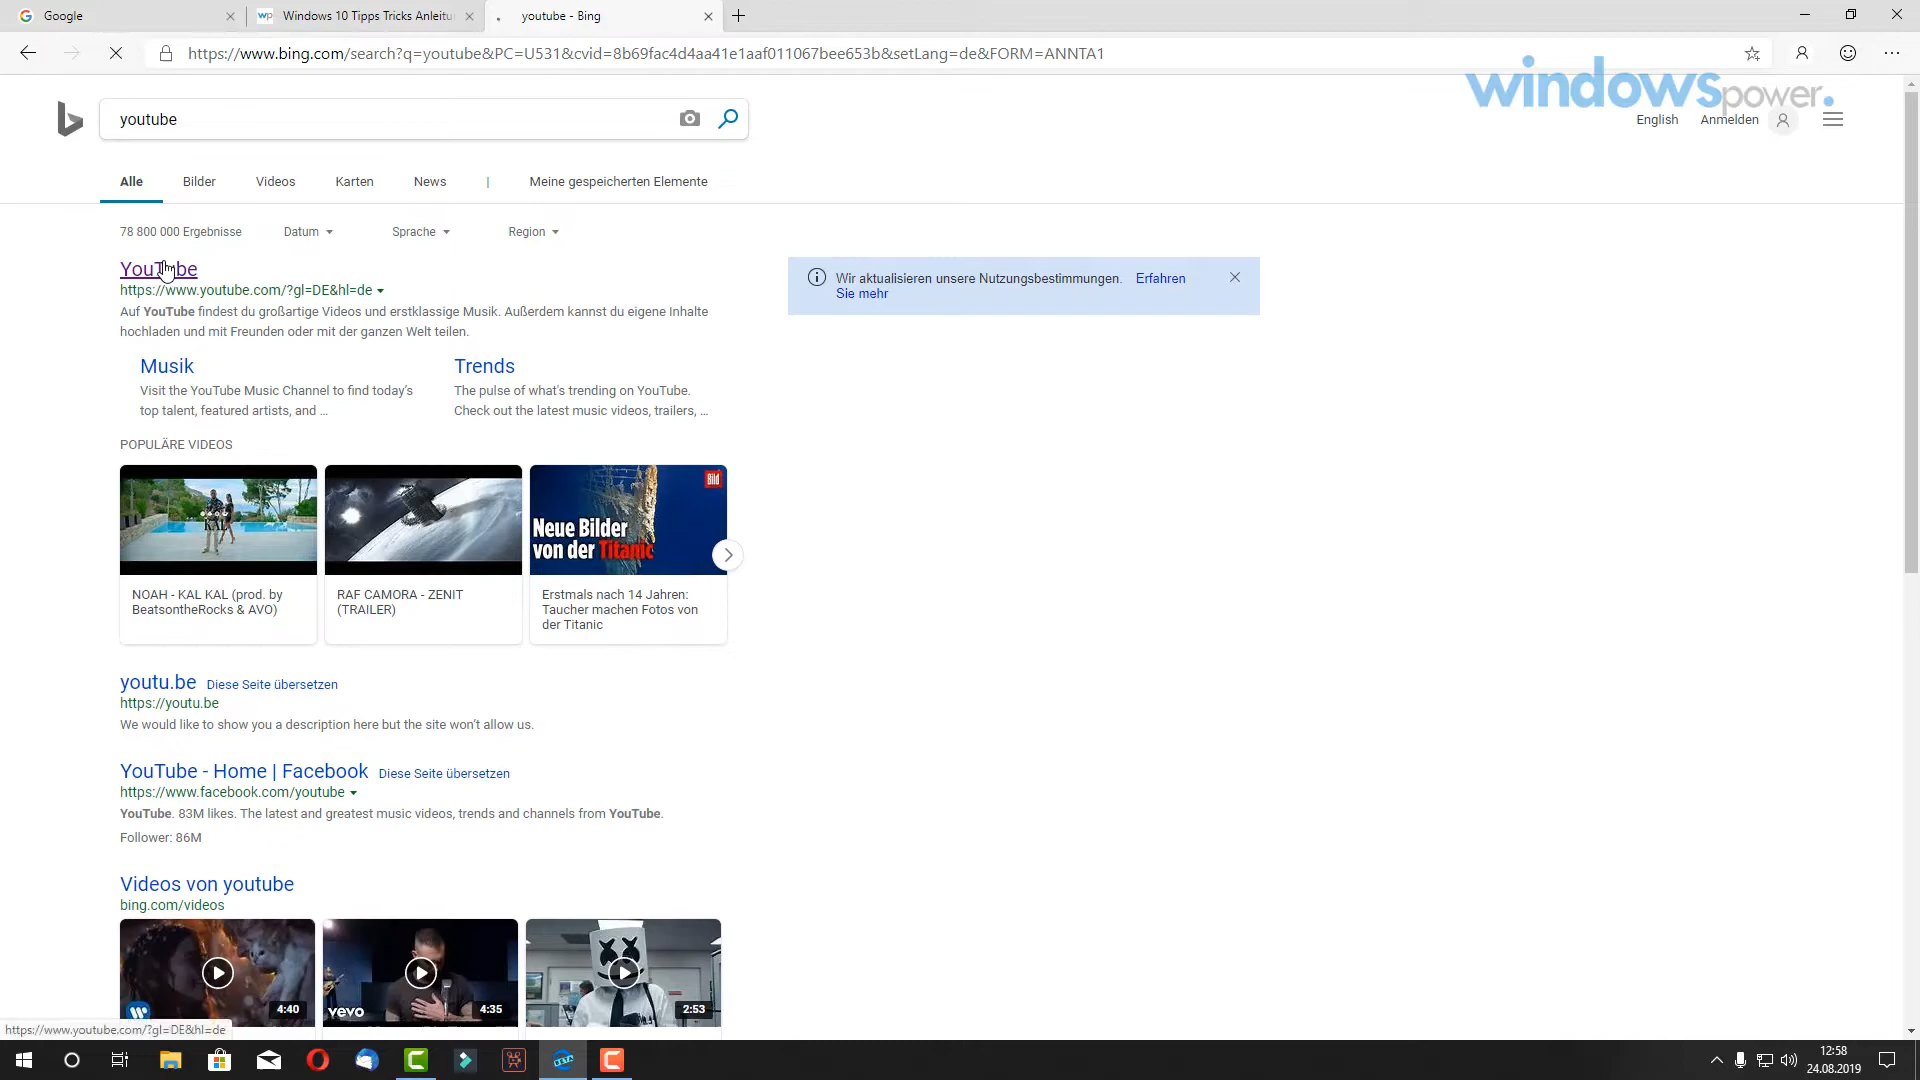 Google
wp Windows 10 Tipps Tricks Anleitu
youtube - Bing
https://www.bing.com/search?q=youtube&PC=U531&cvid=8b69fac4d4aa41e1aaf011067bee653b&setLang=de&FORM=ANNTA1
windowspower.
youtube
English
Anmelden
Alle
Bilder
Videos
Karten
News
|
Meine gespeicherten Elemente
78 800 000 Ergebnisse
Datum
Sprache
Region
YouTube
https://www.youtube.com/?gl=DE&hl=de
Auf YouTube findest du großartige Videos und erstklassige Musik. Außerdem kannst du eigene Inhalte
hochladen und mit Freunden oder mit der ganzen Welt teilen.
Wir aktualisieren unsere Nutzungsbestimmungen. Erfahren
Sie mehr
Musik
Visit the YouTube Music Channel to find today's
top talent, featured artists, and ...
Trends
The pulse of what's trending on YouTube.
Check out the latest music videos, trailers, ...
POPULÄRE VIDEOS
KAL
Bild
Neue Bilder
von der Titanic
NOAH - KAL KAL (prod. by
BeatsontheRocks & AVO)
RAF CAMORA - ZENIT
(TRAILER)
Erstmals nach 14 Jahren:
Taucher machen Fotos von
der Titanic
youtu.be Diese Seite übersetzen
https://youtu.be
We would like to show you a description here but the site won't allow us.
YouTube - Home | Facebook Diese Seite übersetzen
https://www.facebook.com/youtube
YouTube. 83M likes. The latest and greatest music videos, trends and channels from YouTube.
Follower: 86M
Videos von youtube
bing.com/videos
4:40
vevo
4:35
2:53
https://www.youtube.com/?gl=DE&hl=de
BETA
12:58
24.08.2019